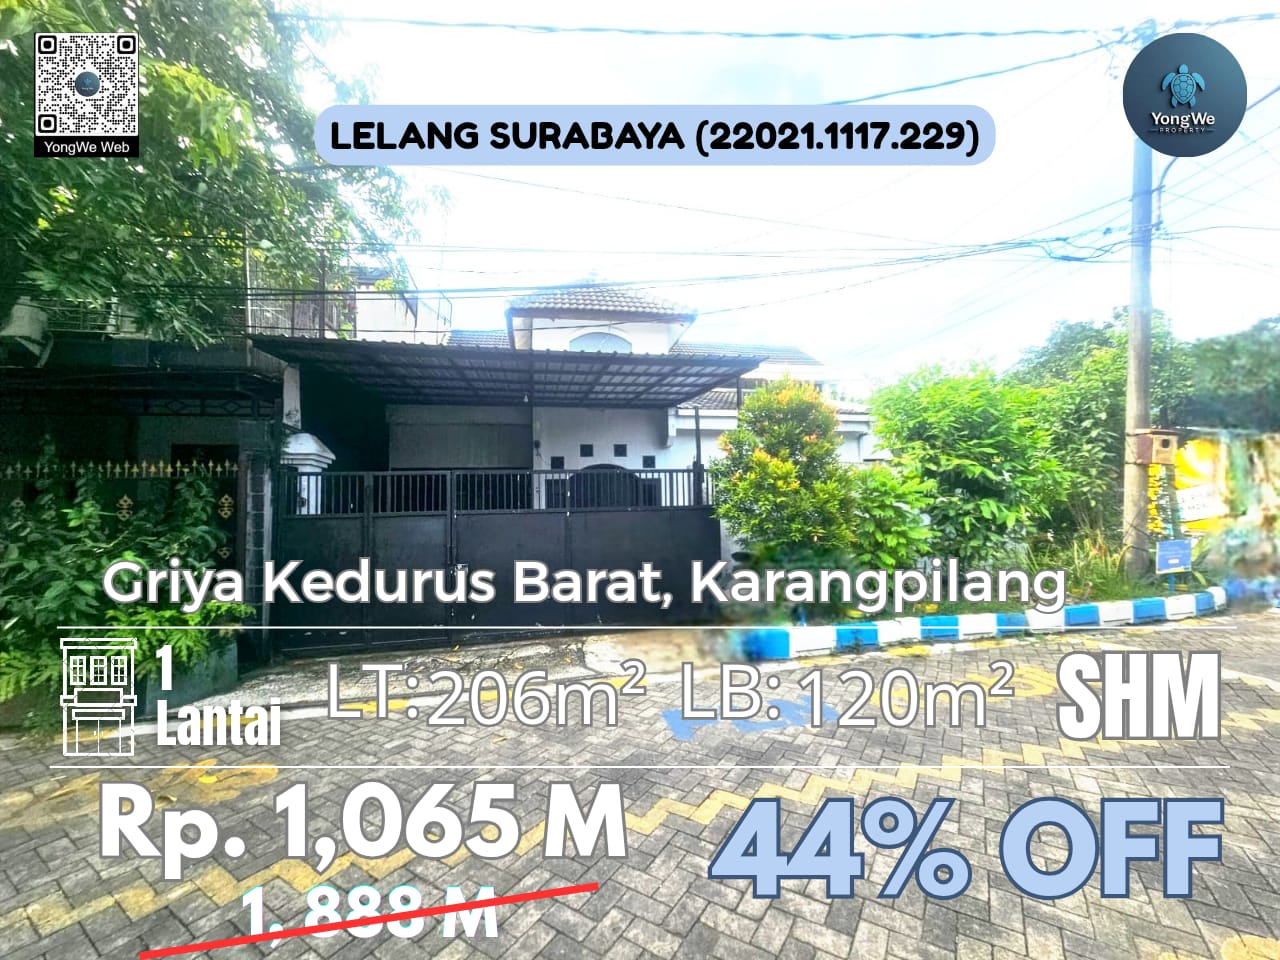 YongWe Web
LELANG SURABAYA (22021.1117.229)
YongWe
PROPERTY
Griya Kedurus Barat, Karangpilang
1
Lantai
LT: 206m² LB: 120m² SHM
Rp. 1,065 M
44% OFF
1, 888 M